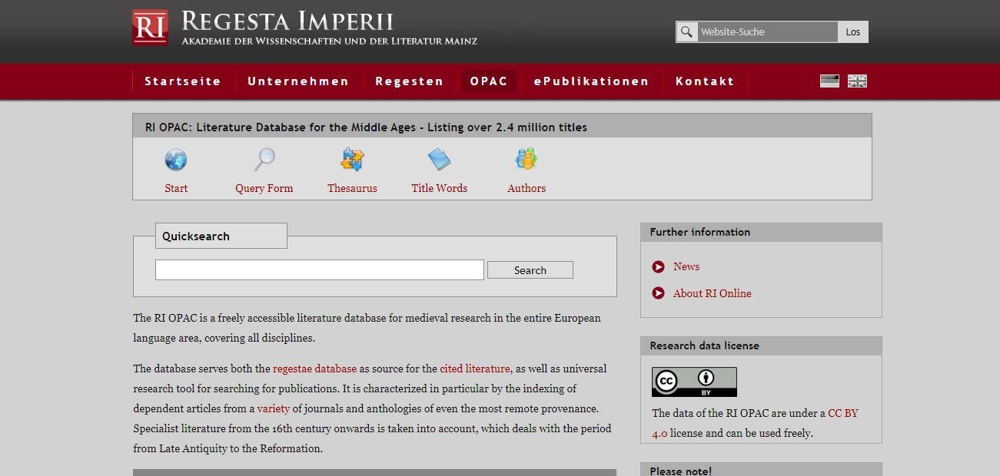 RI
REGESTA IMPERII
AKADEMIE DER WISSENSCHAFTEN UND DER LITERATUR MAINZ
Website-Suche
Los
Startseite
Unternehmen
Regesten
OPAC
ePublikationen
Kontakt
RI OPAC: Literature Database for the Middle Ages - Listing over 2.4 million titles
Start
Query Form
Thesaurus
Title Words
Authors
Quicksearch
Search
The RI OPAC is a freely accessible literature database for medieval research in the entire European
language area, covering all disciplines.
The database serves both the regestae database as source for the cited literature, as well as universal
research tool for searching for publications. It is characterized in particular by the indexing of
dependent articles from a variety of journals and anthologies of even the most remote provenance.
Specialist literature from the 16th century onwards is taken into account, which deals with the period
from Late Antiquity to the Reformation.
Further information
News
About RI Online
Research data license
cc
BY
The data of the RI OPAC are under a CC BY
4.0 license and can be used freely.
Please note!